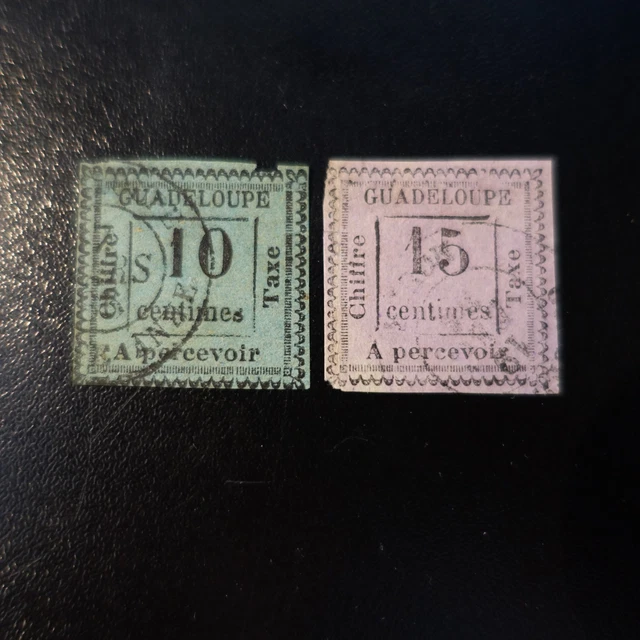 GUADELOUPE
Chiffre
10
centimes
Taxe
A percevoir
GUADELOUPE
Chiffre
15
centimes
Taxe
A percevoir